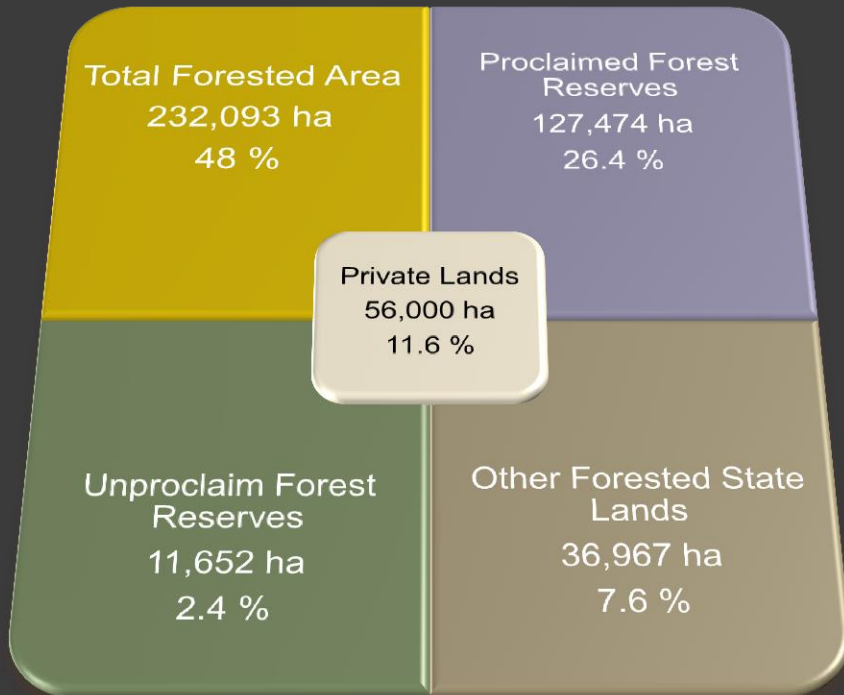 Total Forested Area
232,093 ha
48 %
Proclaimed Forest
Reserves
127,474 ha
26.4 %
Private Lands
56,000 ha
11.6 %
Unproclaim Forest
Reserves
11,652 ha
2.4 %
Other Forested State
Lands
36,967 ha
7.6 %